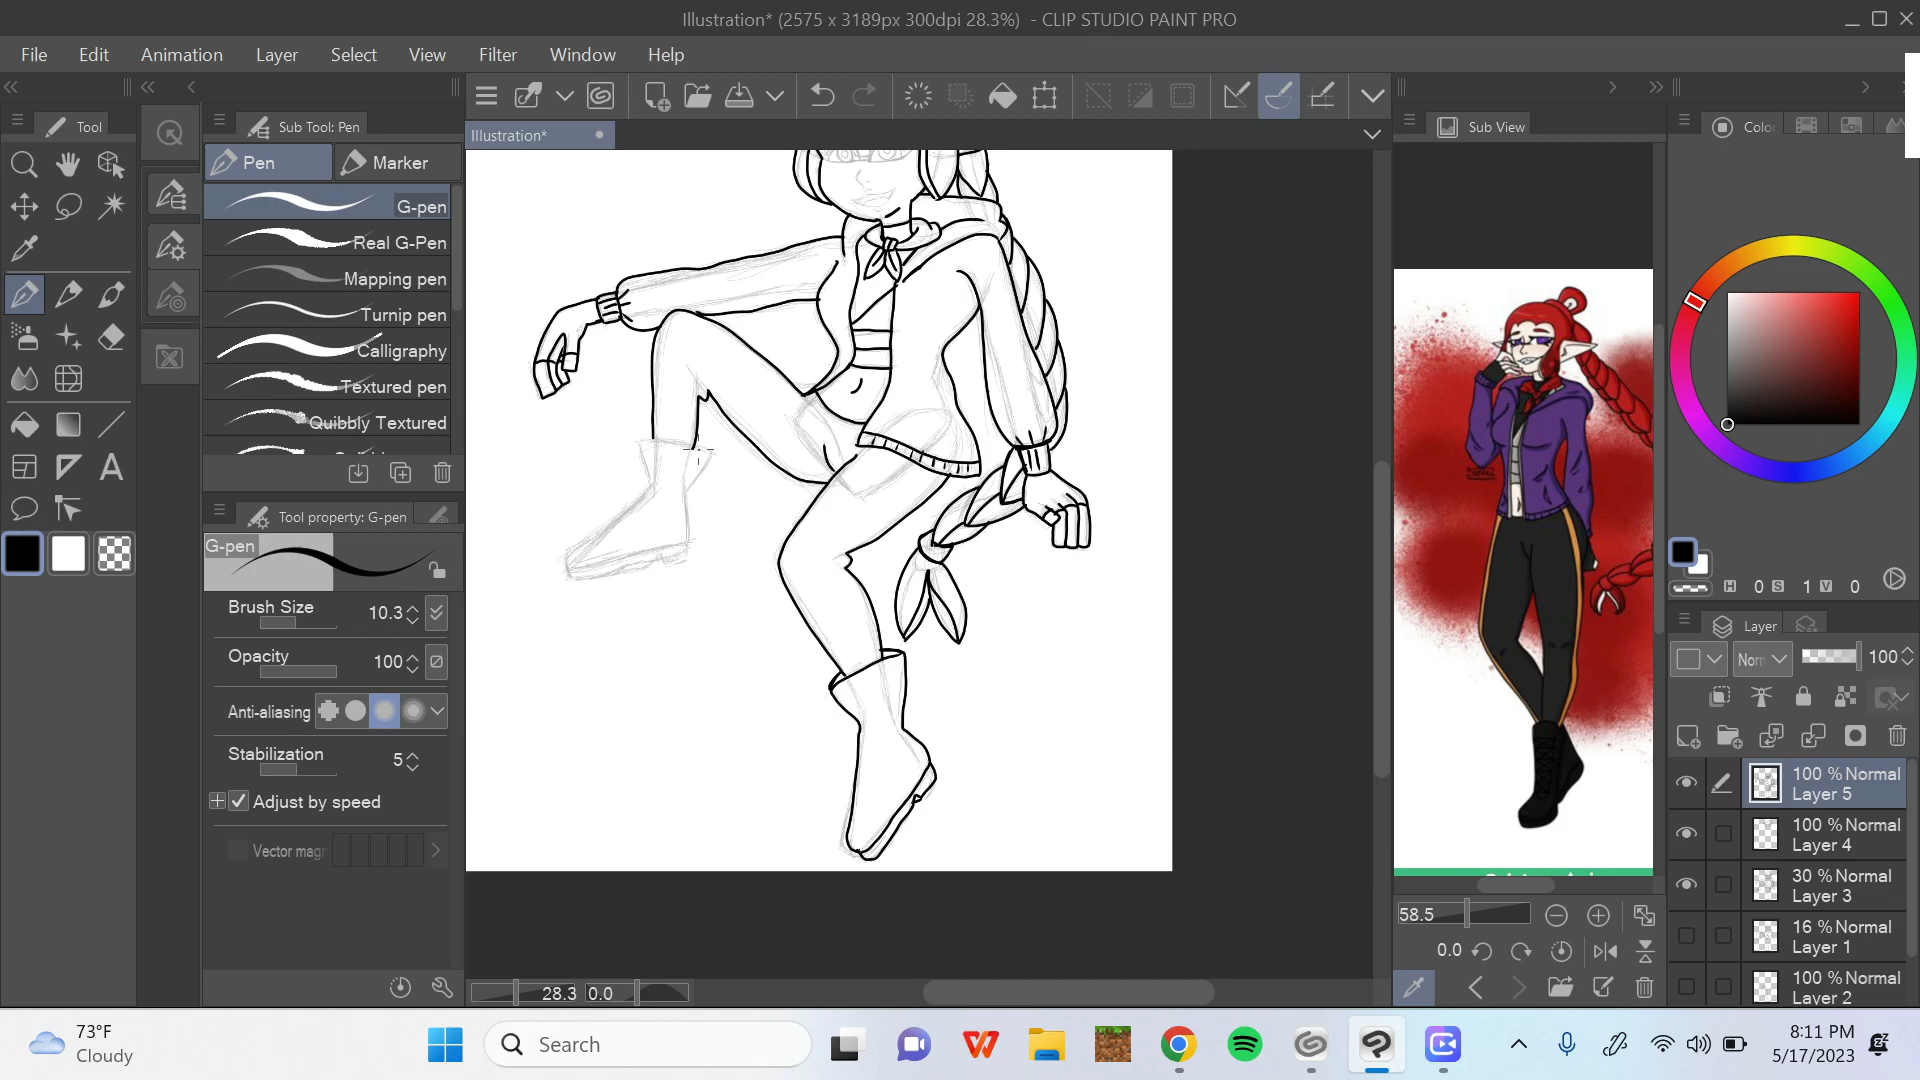 Illustration* (2575 x 3189px 300dpi 28.3%) - CLIP STUDIO PAINT PRO
File Edit Animation Layer Select View Filter Window Help
Tool
Sub Tool: Pen
Illustration*
Sub View
Color
Pen
Marker
G-pen
Real G-Pen
Mapping pen
Turnip pen
Calligraphy
Textured pen
Quibbly Textured
Tool property: G-pen
G-pen
Brush Size 10.3
Opacity 100
Anti-aliasing
Stabilization 5
Adjust by speed
Vector magn
28.3 0.0
58.5
0.0
H 0 S 1 V 0
Layer
Norr 100
100 % Normal
Layer 5
100 % Normal
Layer 4
30 % Normal
Layer 3
16 % Normal
Layer 1
100 % Normal
Layer 2
73°F
Cloudy
Search
8:11 PM
5/17/2023